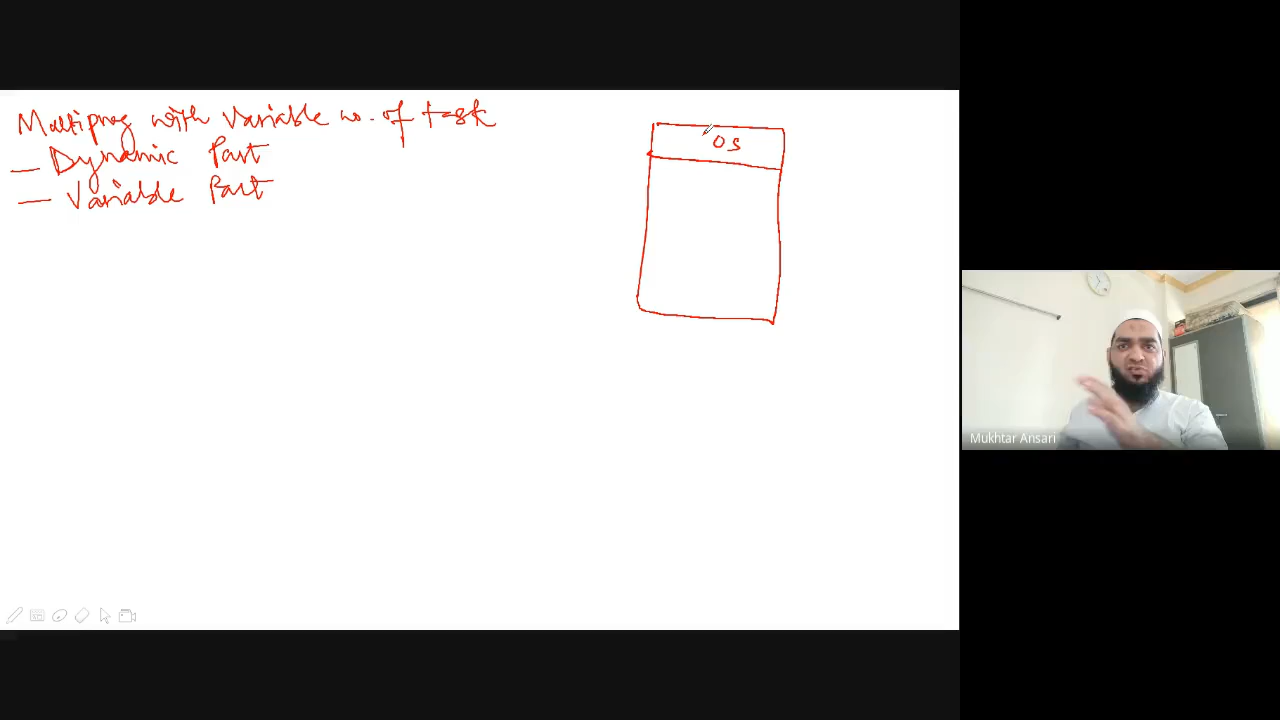 Multiprog with Variable no. of task
— Dynamic Part
— Variable Part
OS
Mukhtar Ansari